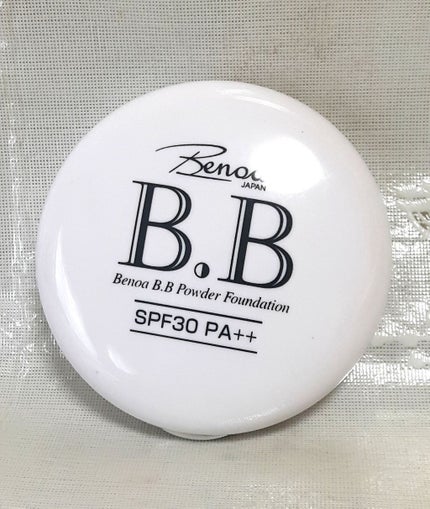 Benoa
JAPAN
B.B
Benoa B.B Powder Foundation
SPF30 PA++